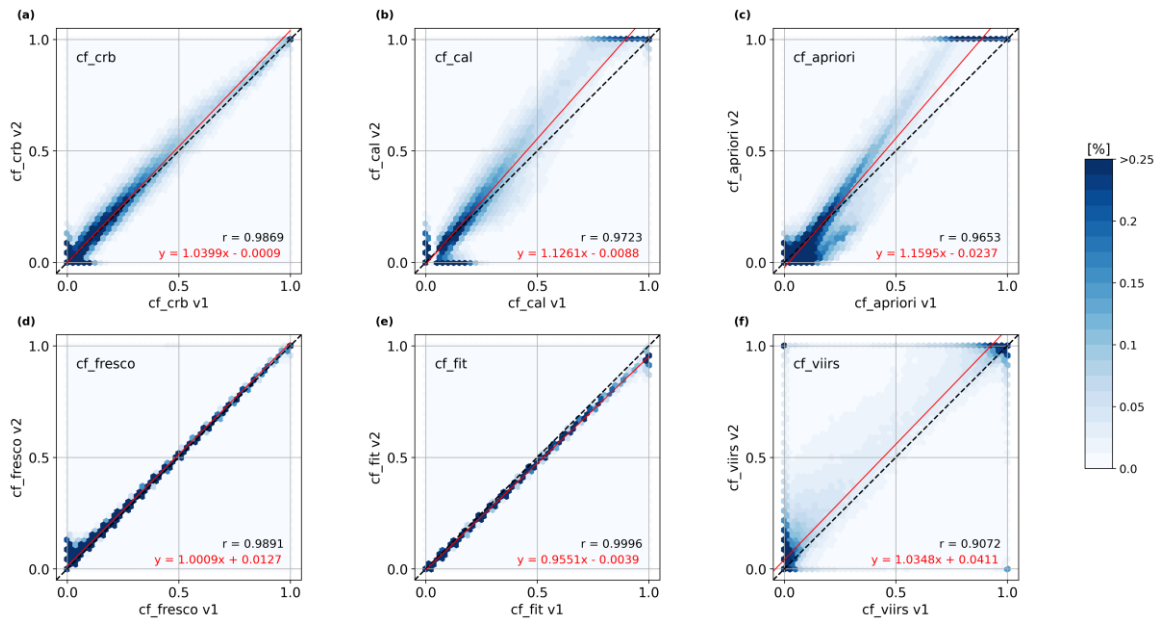 (a)
1.0
cf_crb
cf_crb v2
0.5
r = 0.9869
y = 1.0399x - 0.0009
0.0
0.0 0.5 1.0
cf_crb v1
(b)
1.0
cf_cal
cf_cal v2
0.5
r = 0.9723
y = 1.1261x - 0.0088
0.0
0.0 0.5 1.0
cf_cal v1
(c)
1.0
cf_apriori
cf_apriori v2
0.5
r = 0.9653
y = 1.1595x - 0.0237
0.0
0.0 0.5 1.0
cf_apriori v1
(d)
1.0
cf_fresco
cf_fresco v2
0.5
r = 0.9891
y = 1.0009x + 0.0127
0.0
0.0 0.5 1.0
cf_fresco v1
(e)
1.0
cf_fit
cf_fit v2
0.5
r = 0.9996
y = 0.9551x - 0.0039
0.0
0.0 0.5 1.0
cf_fit v1
(f)
1.0
cf_viirs
cf_viirs v2
0.5
r = 0.9072
y = 1.0348x + 0.0411
0.0
0.0 0.5 1.0
cf_viirs v1
[%]
>0.25
0.2
0.15
0.1
0.05
0.0